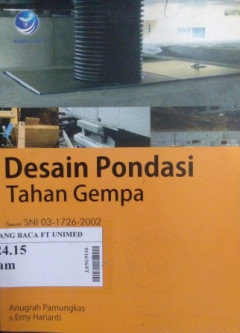 Desain Pondasi
Tahan Gempa
Sesuai SNI 03-1726-2002
ANG BACA FT UNIMED
24.15
am
Anugrah Pamungkas
& Erny Harianti